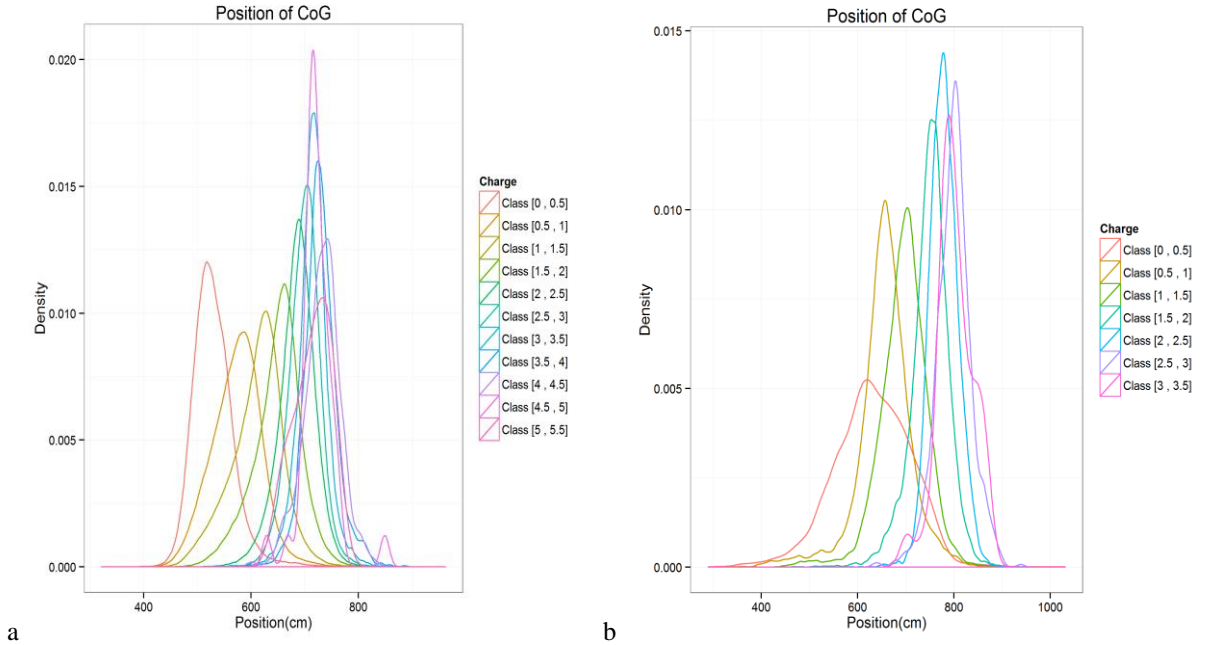 Position of CoG
0.020
0.015
0.010
0.005
0.000
Density
400 600 800
Position(cm)
Charge
Class [0 , 0.5]
Class [0.5 , 1]
Class [1 , 1.5]
Class [1.5 , 2]
Class [2 , 2.5]
Class [2.5 , 3]
Class [3 , 3.5]
Class [3.5 , 4]
Class [4 , 4.5]
Class [4.5 , 5]
Class [5 , 5.5]
a
Position of CoG
0.015
0.010
0.005
0.000
Density
400 600 800 1000
Position(cm)
Charge
Class [0 , 0.5]
Class [0.5 , 1]
Class [1 , 1.5]
Class [1.5 , 2]
Class [2 , 2.5]
Class [2.5 , 3]
Class [3 , 3.5]
b